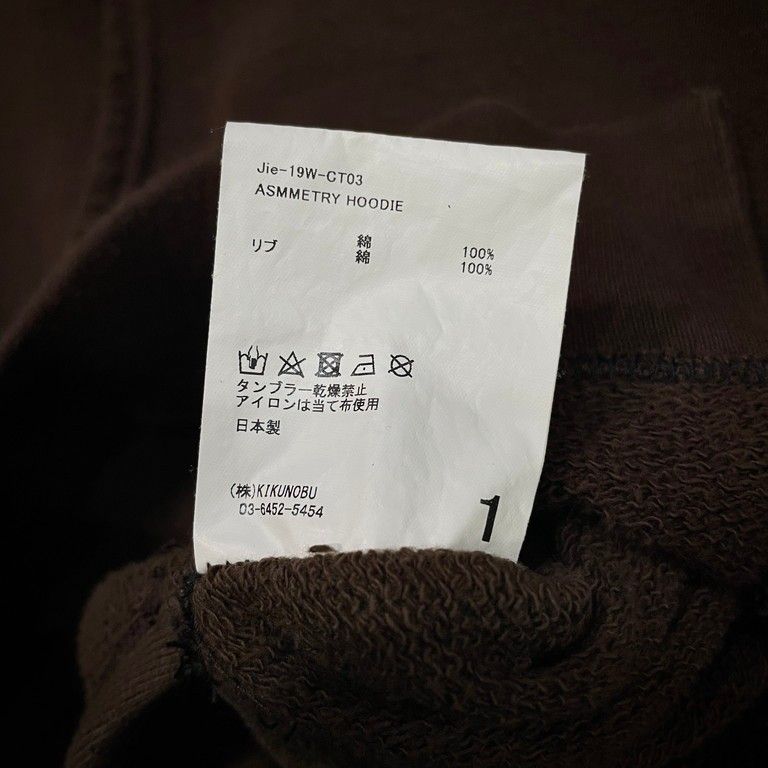 Jie-19W-CT03
ASMMETRY HOODIE
綿 100%
リブ 綿 100%
タンブラー乾燥禁止
アイロンは当て布使用
日本製
(株)KIKUNOBU
03-6452-5454
1